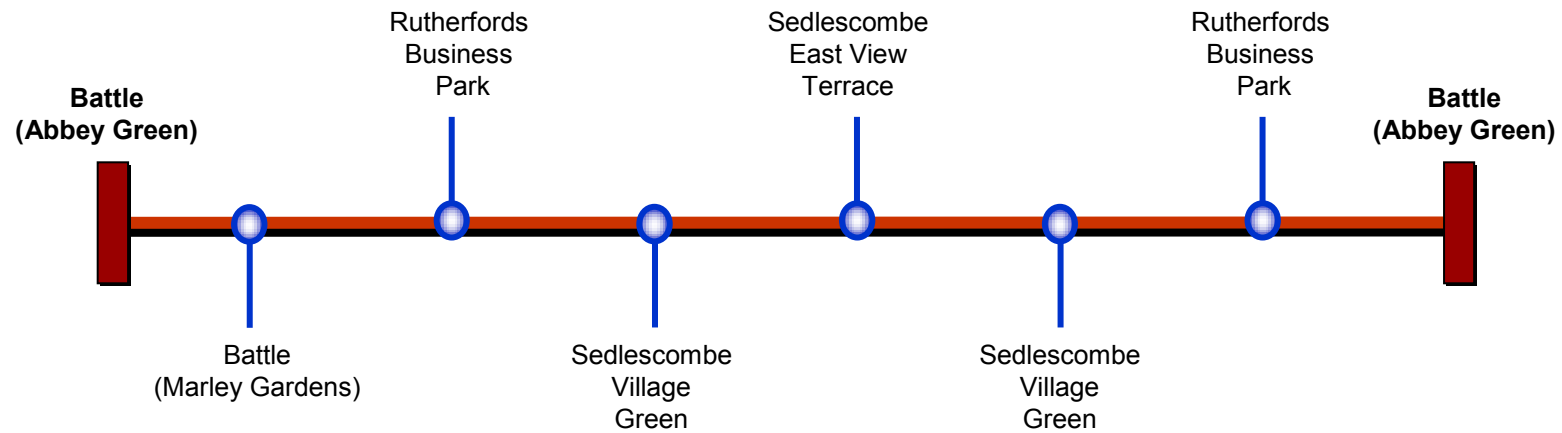 Battle
(Abbey Green)
Battle
(Marley Gardens)
Rutherfords
Business
Park
Sedlescombe
Village
Green
Sedlescombe
East View
Terrace
Sedlescombe
Village
Green
Rutherfords
Business
Park
Battle
(Abbey Green)